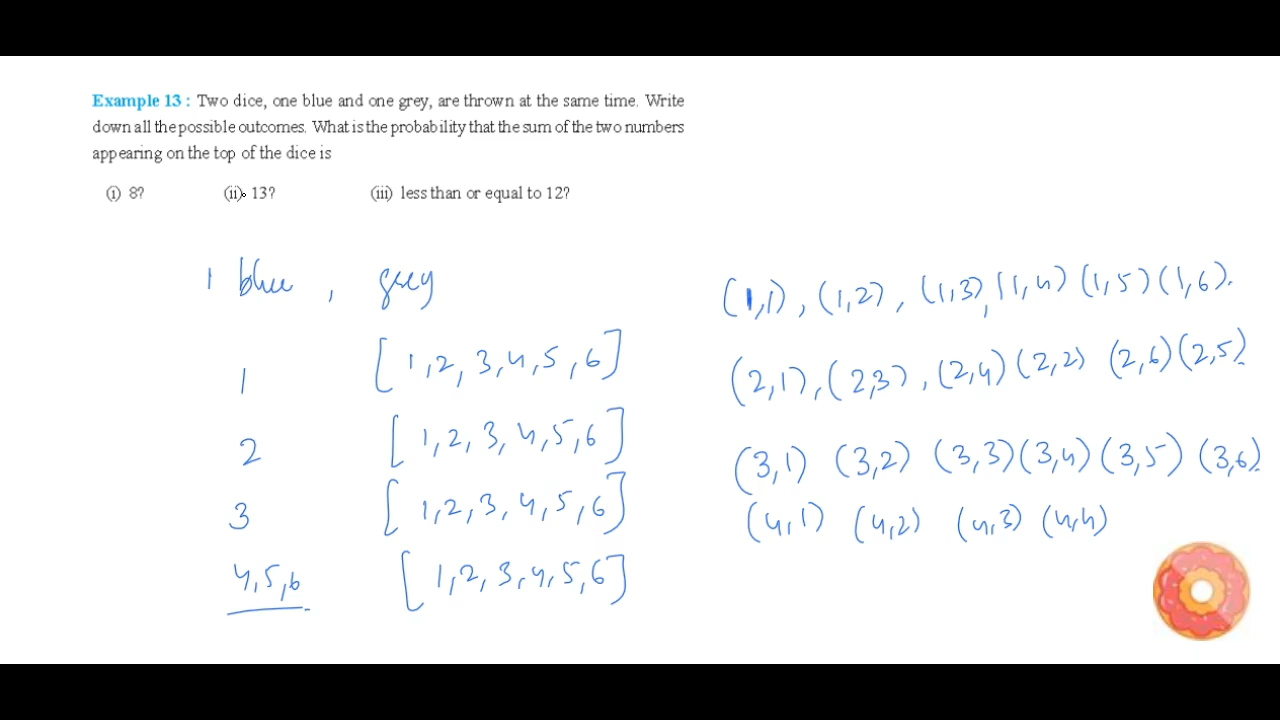 Example 13 : Two dice, one blue and one grey, are thrown at the same time. Write
down all the possible outcomes. What is the probability that the sum of the two numbers
appearing on the top of the dice is
(i) 8? (ii) 13? (iii) less than or equal to 12?
1 blue , grey
1 [1,2,3,4,5,6]
2 [1,2,3,4,5,6]
3 [1,2,3,4,5,6]
4,5,6 [1,2,3,4,5,6]
(1,1), (1,2), (1,3), (1,4) (1,5) (1,6).
(2,1), (2,3), (2,4) (2,2) (2,6) (2,5).
(3,1) (3,2) (3,3) (3,4) (3,5) (3,6).
(4,1) (4,2) (4,3) (4,4)